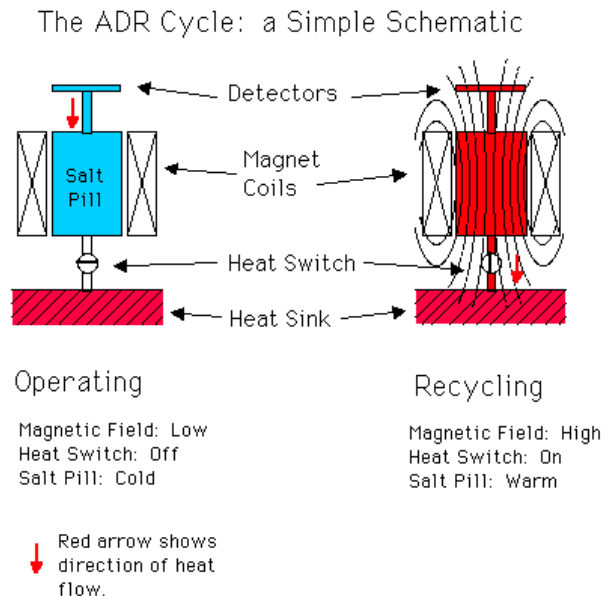 The ADR Cycle: a Simple Schematic
Detectors
Salt
Pill
Magnet
Coils
Heat Switch
Heat Sink
Operating
Magnetic Field: Low
Heat Switch: Off
Salt Pill: Cold
Recycling
Magnetic Field: High
Heat Switch: On
Salt Pill: Warm
Red arrow shows
direction of heat
flow.